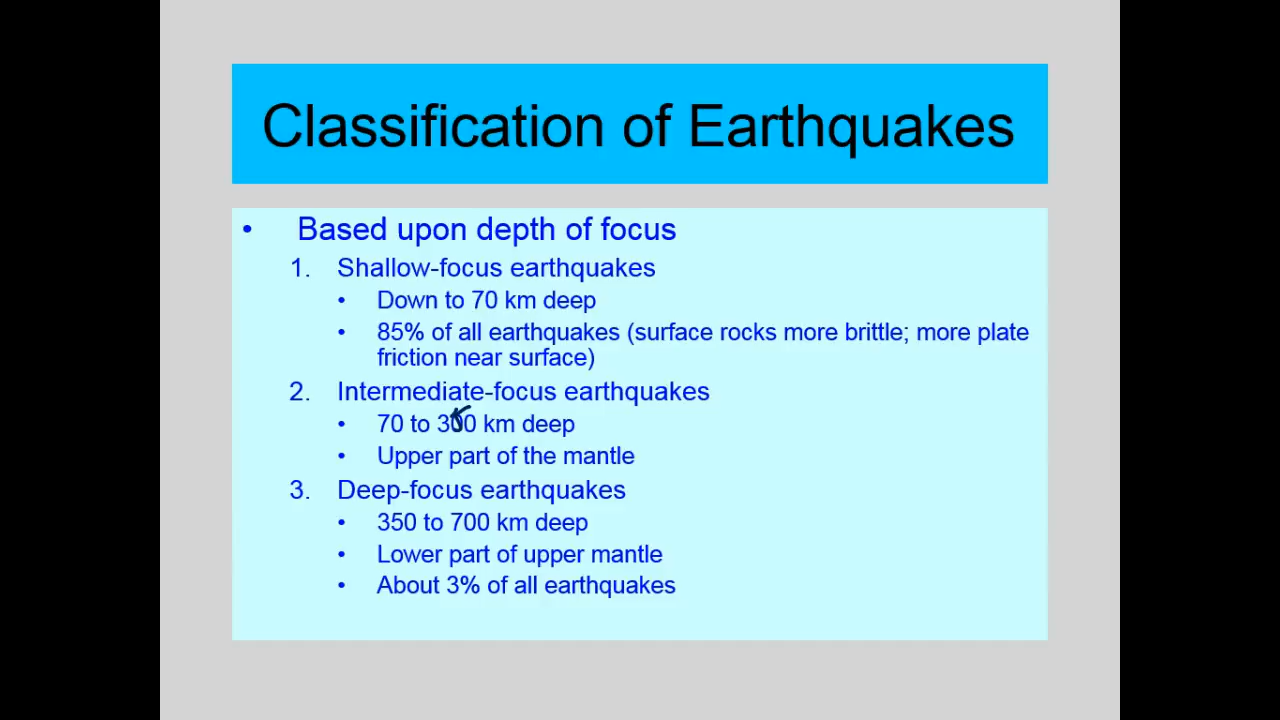 Classification of Earthquakes
• Based upon depth of focus
1. Shallow-focus earthquakes
• Down to 70 km deep
• 85% of all earthquakes (surface rocks more brittle; more plate
friction near surface)
2. Intermediate-focus earthquakes
• 70 to 300 km deep
• Upper part of the mantle
3. Deep-focus earthquakes
• 350 to 700 km deep
• Lower part of upper mantle
• About 3% of all earthquakes